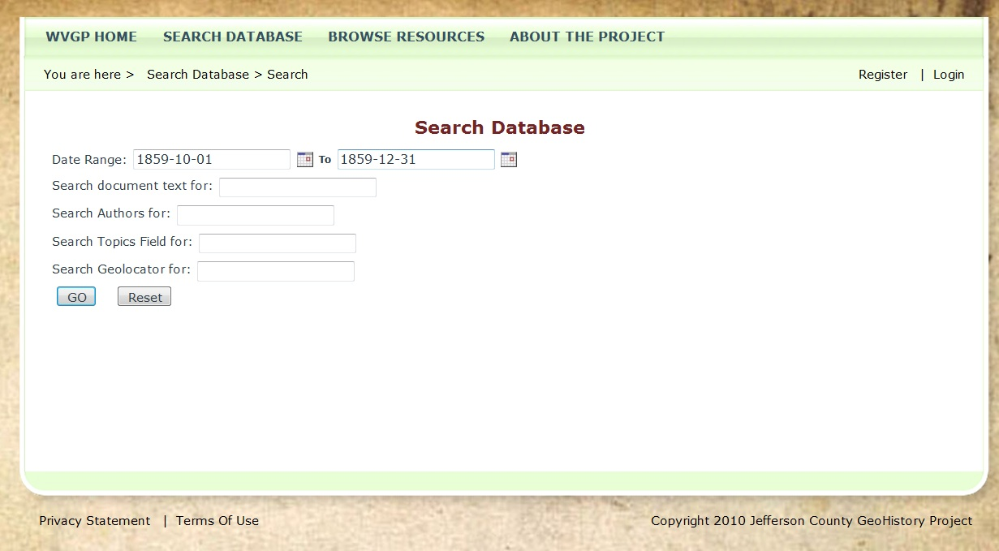 WVGP HOME SEARCH DATABASE BROWSE RESOURCES ABOUT THE PROJECT
You are here > Search Database > Search Register | Login
Search Database
Date Range: 1859-10-01 To 1859-12-31
Search document text for:
Search Authors for:
Search Topics Field for:
Search Geolocator for:
GO Reset
Privacy Statement | Terms Of Use Copyright 2010 Jefferson County GeoHistory Project